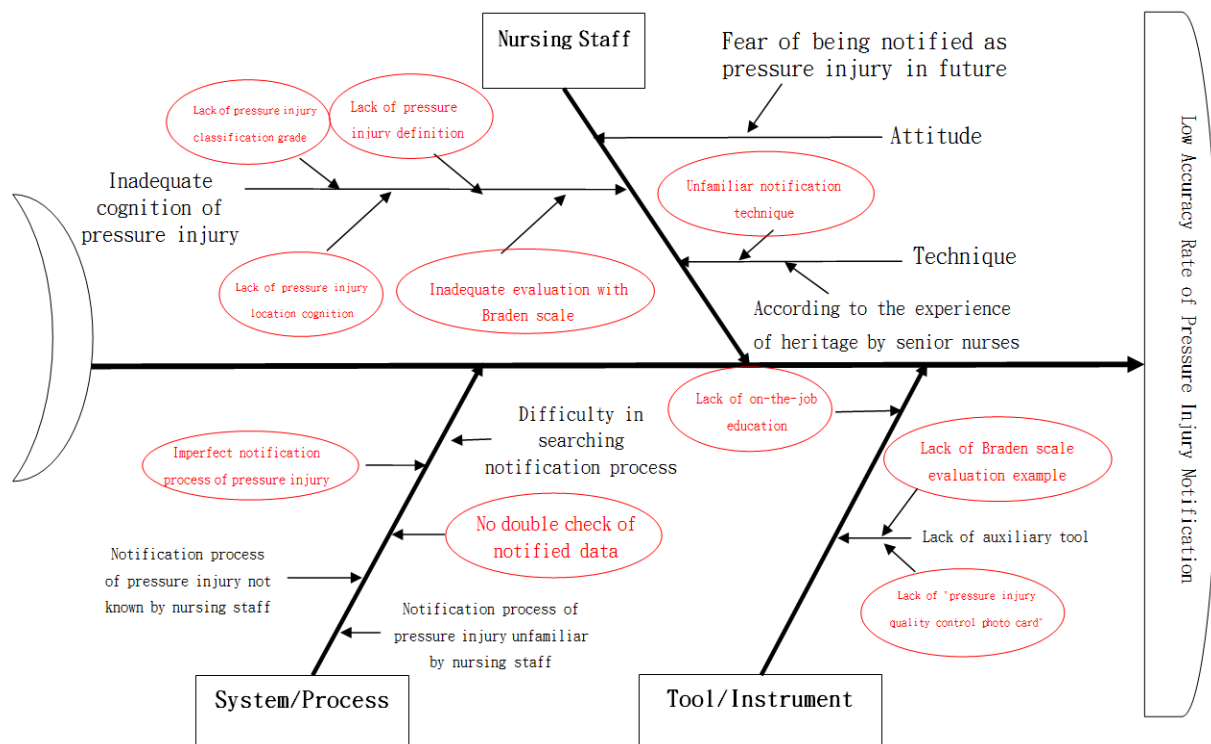 Nursing Staff
Fear of being notified as
pressure injury in future
Attitude
Lack of pressure injury
classification grade
Lack of pressure
injury definition
Inadequate
cognition of
pressure injury
Unfamiliar notification
technique
Technique
Lack of pressure injury
location cognition
Inadequate evaluation with
Braden scale
According to the experience
of heritage by senior nurses
Low Accuracy Rate of Pressure Injury Notification
Difficulty in
searching
notification process
Imperfect notification
process of pressure injury
No double check of
notified data
Notification process
of pressure injury not
known by nursing staff
Notification process of
pressure injury unfamiliar
by nursing staff
System/Process
Lack of on-the-job
education
Lack of Braden scale
evaluation example
Lack of auxiliary tool
Lack of "pressure injury
quality control photo card"
Tool/Instrument